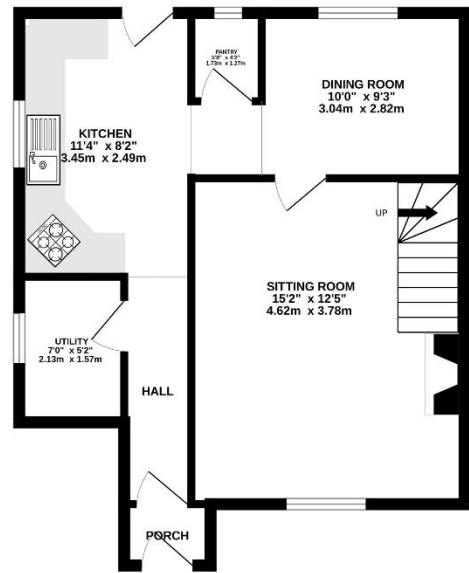 PANTRY
5'8" x 4'2"
1.73m x 1.27m
DINING ROOM
10'0" x 9'3"
3.04m x 2.82m
KITCHEN
11'4" x 8'2"
3.45m x 2.49m
UP
SITTING ROOM
15'2" x 12'5"
4.62m x 3.78m
UTILITY
7'0" x 5'2"
2.13m x 1.57m
HALL
PORCH